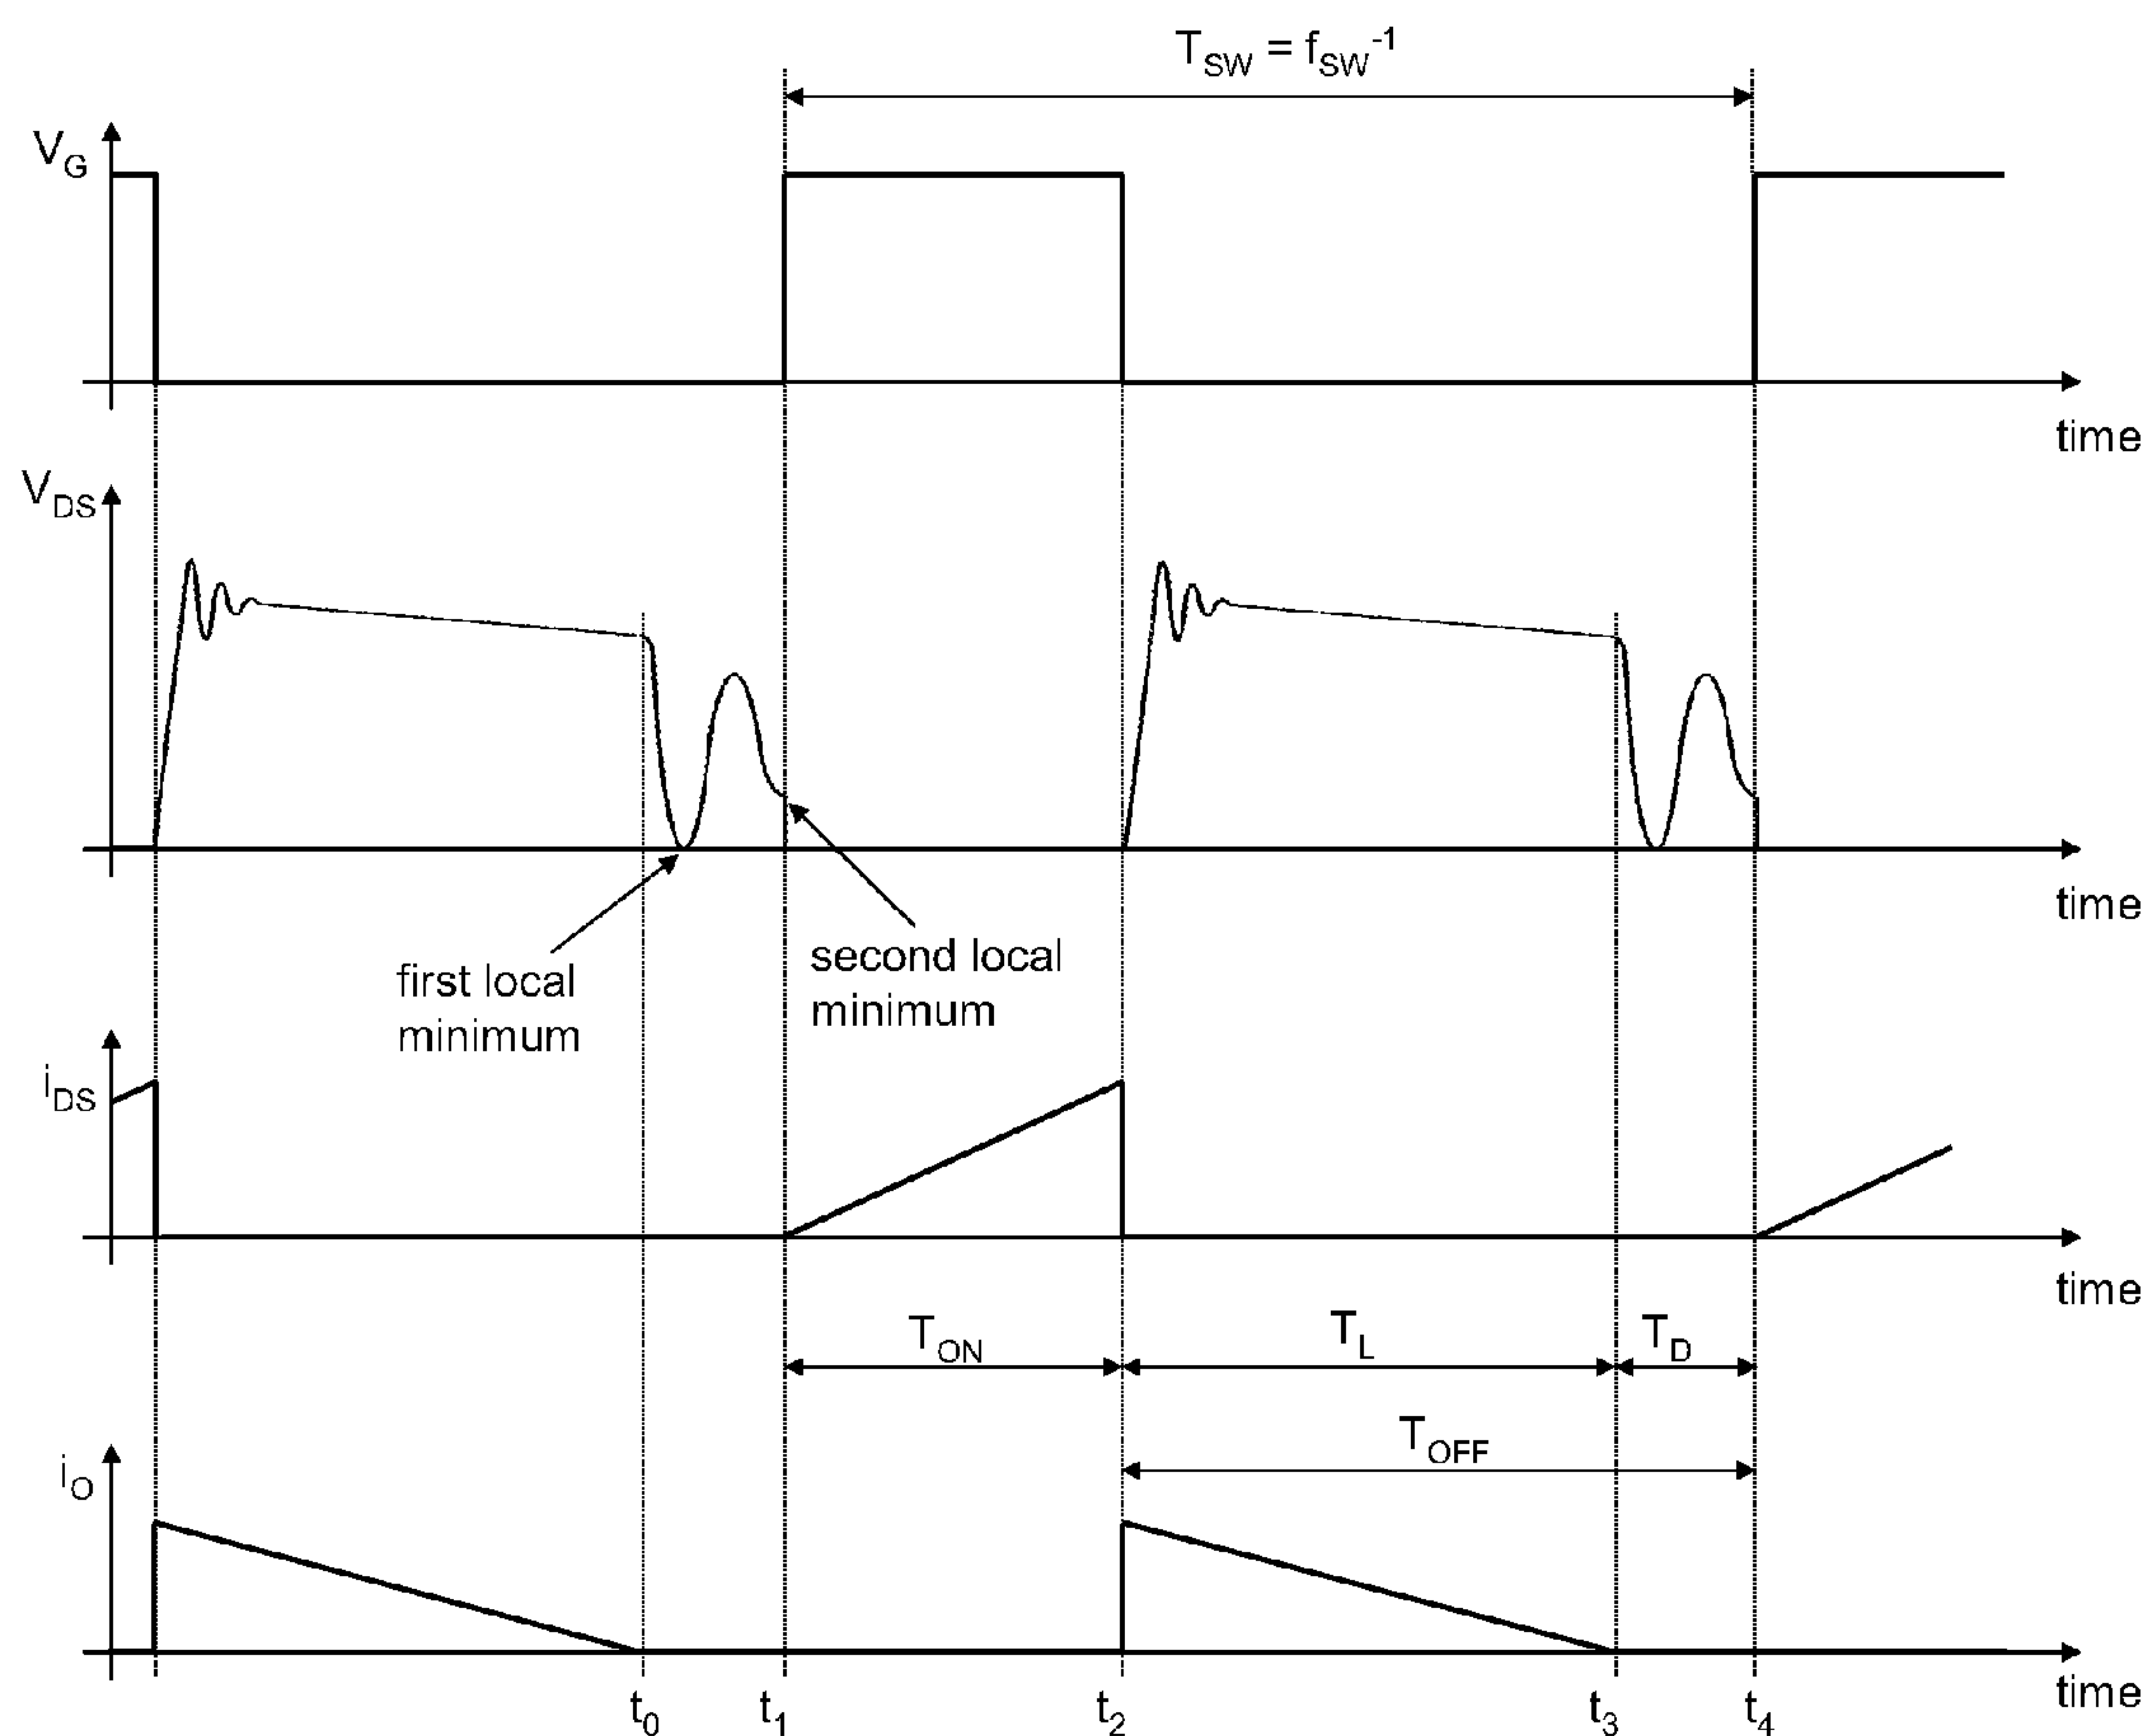 T_SW = f_SW^-1
V_G
time
V_DS
time
first local
minimum
second local
minimum
i_DS
time
T_ON
T_L
T_D
T_OFF
i_O
time
t_0
t_1
t_2
t_3
t_4